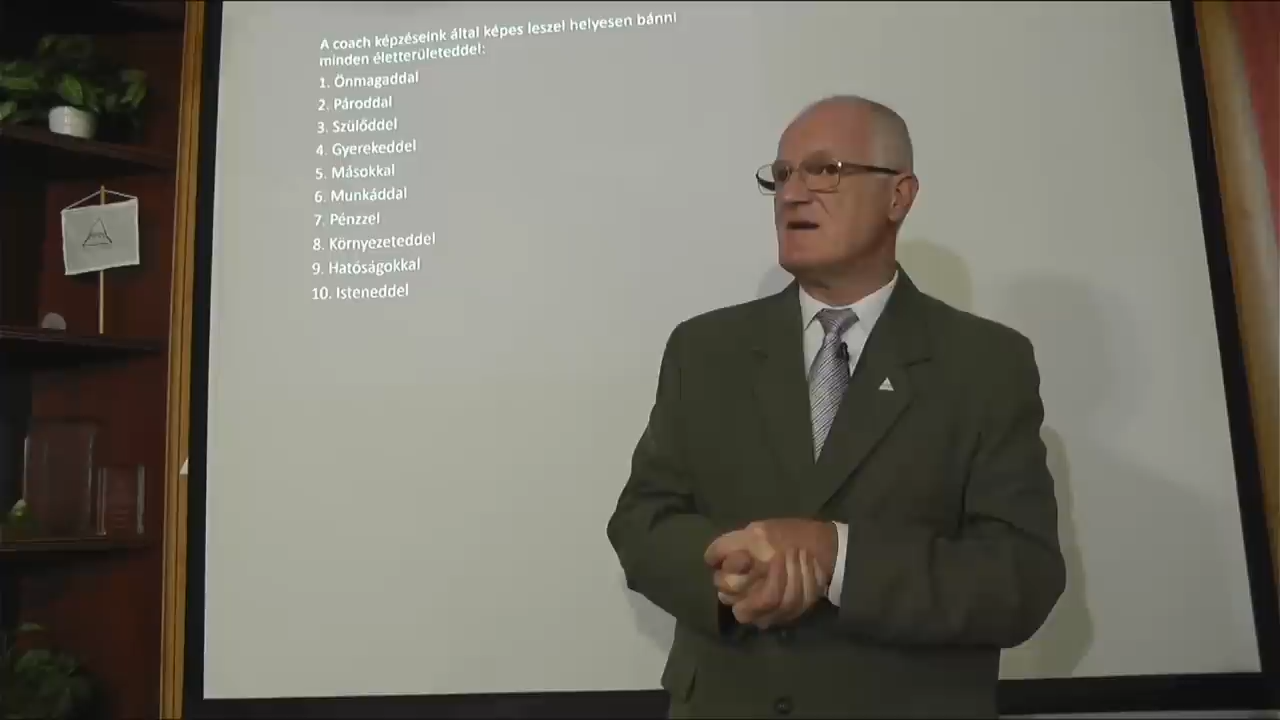 A coach képzéseink által képes leszel helyesen bánni
minden életterületeddel:
1. Önmagaddal
2. Pároddal
3. Szülőddel
4. Gyerekeddel
5. Másokkal
6. Munkáddal
7. Pénzzel
8. Környezeteddel
9. Hatóságokkal
10. Isteneddel